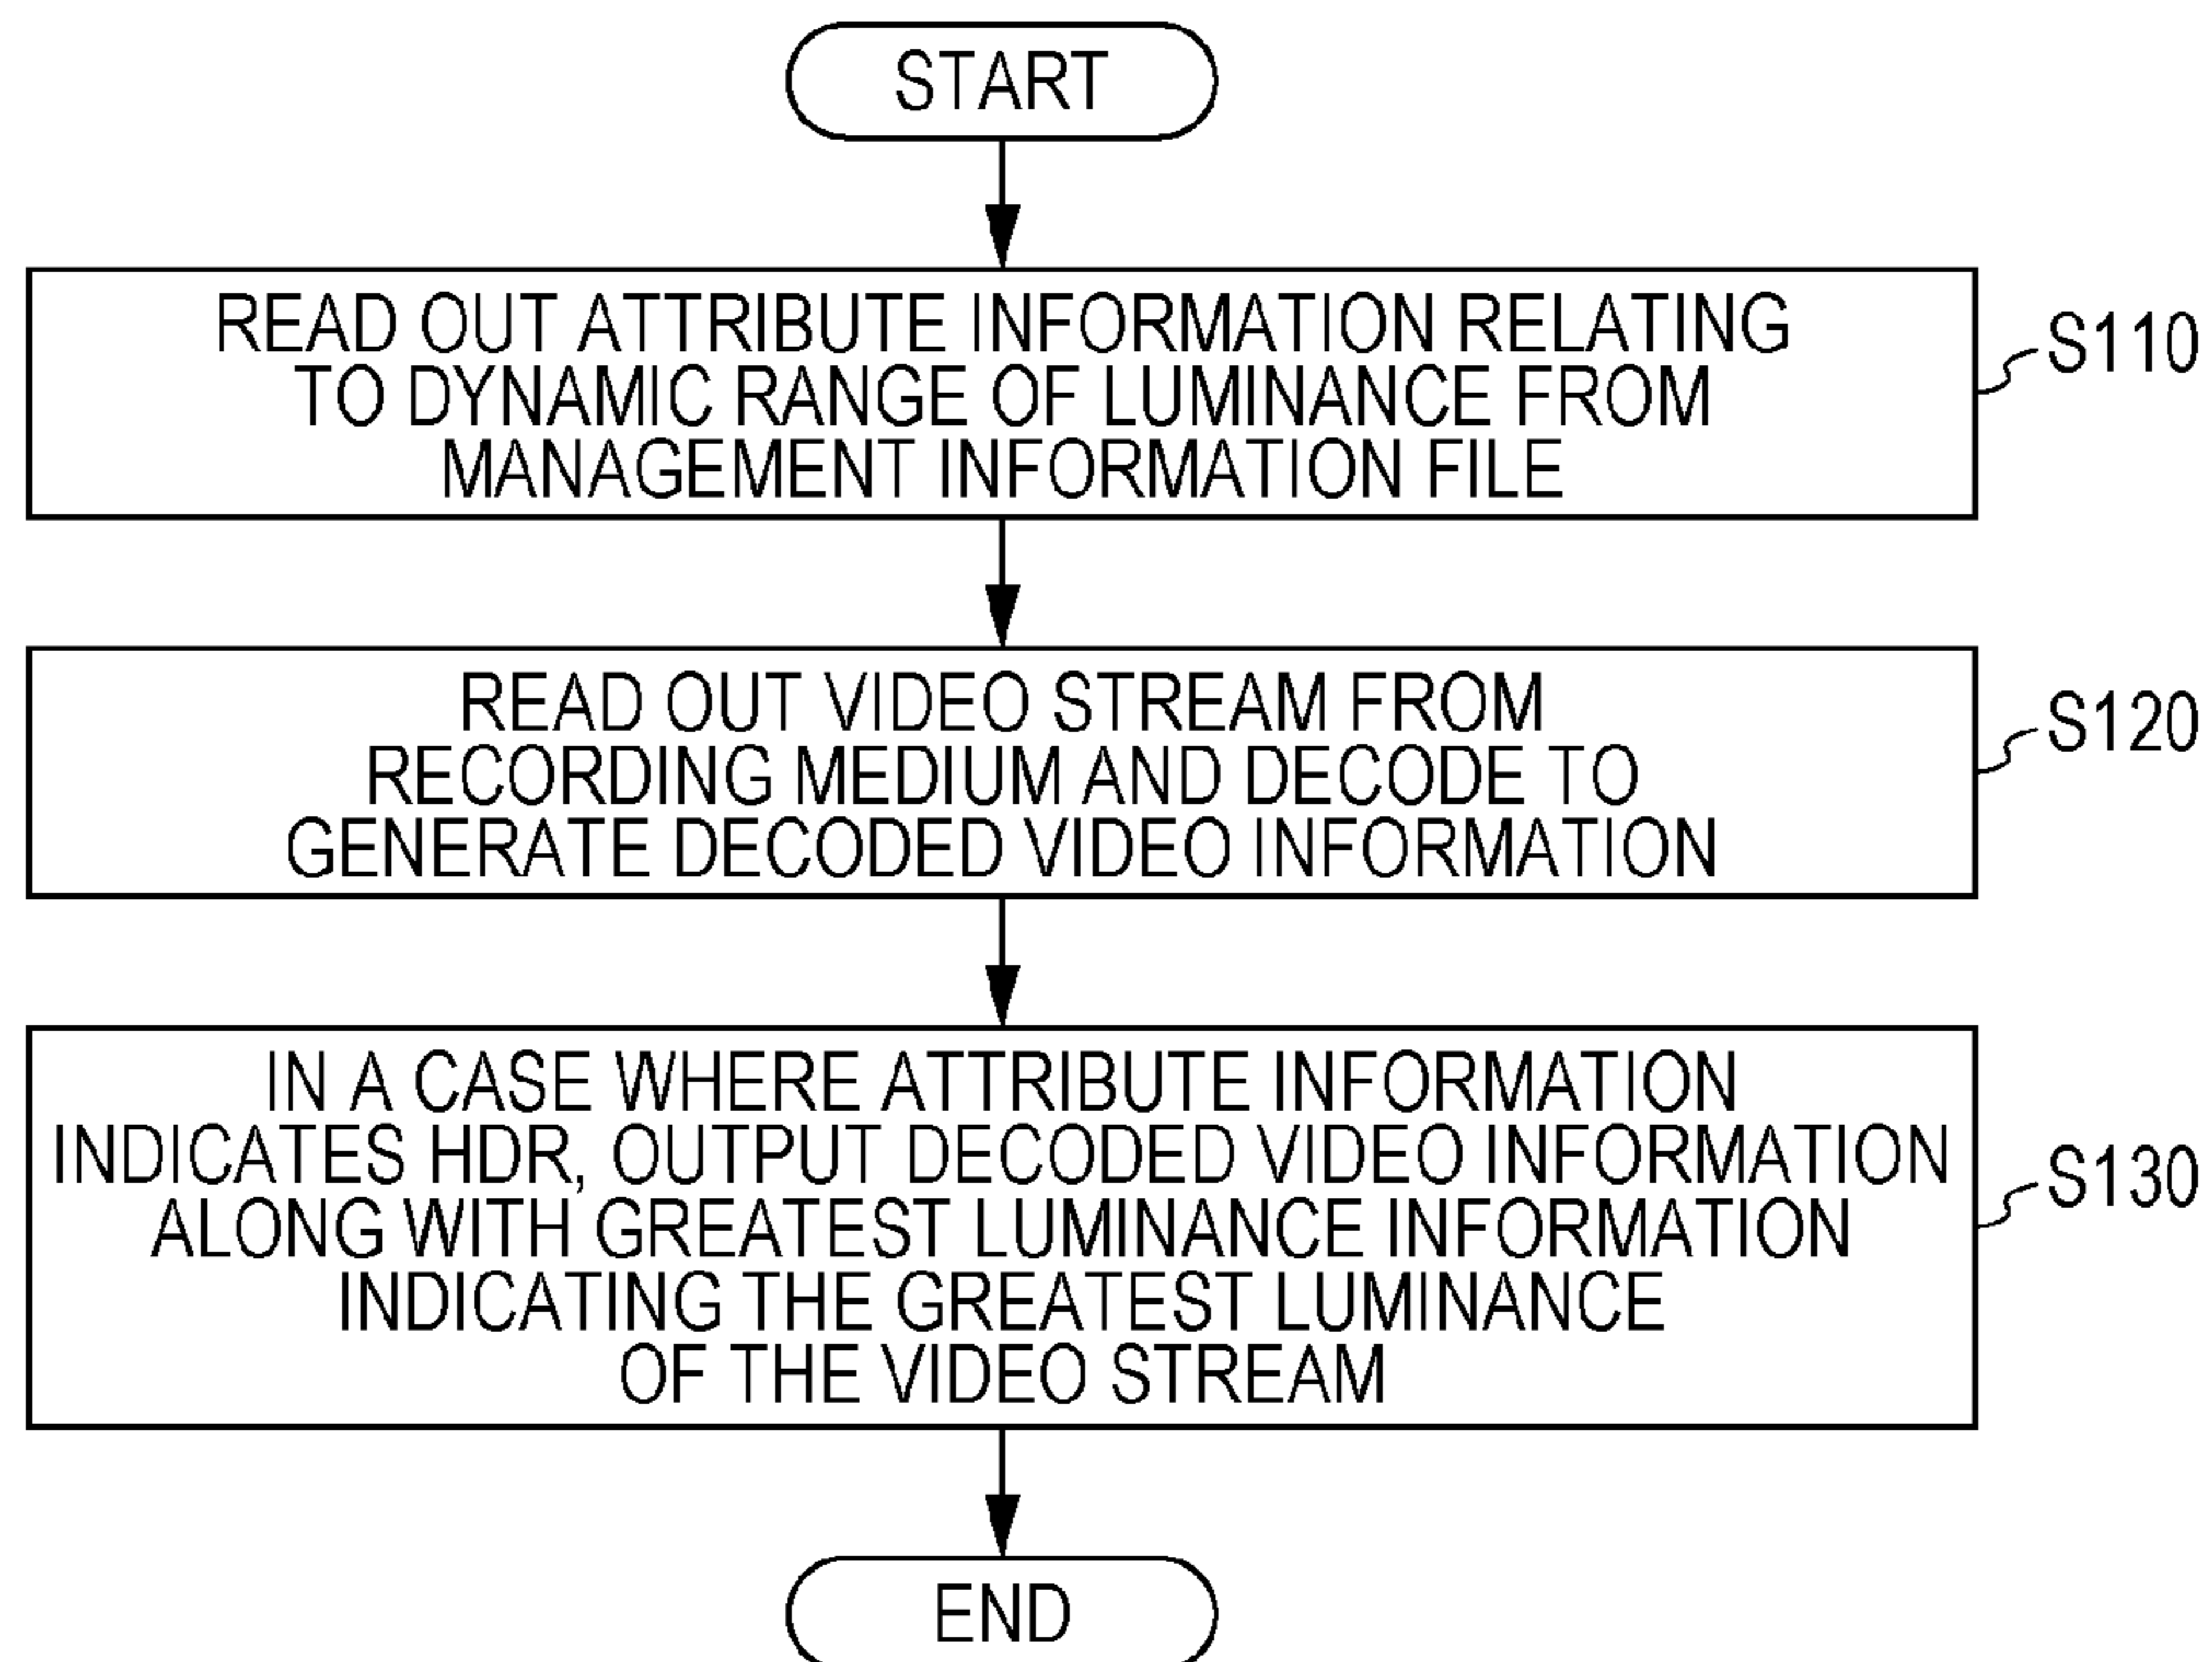 START
READ OUT ATTRIBUTE INFORMATION RELATING
TO DYNAMIC RANGE OF LUMINANCE FROM
MANAGEMENT INFORMATION FILE
S110
READ OUT VIDEO STREAM FROM
RECORDING MEDIUM AND DECODE TO
GENERATE DECODED VIDEO INFORMATION
S120
IN A CASE WHERE ATTRIBUTE INFORMATION
INDICATES HDR, OUTPUT DECODED VIDEO INFORMATION
ALONG WITH GREATEST LUMINANCE INFORMATION
INDICATING THE GREATEST LUMINANCE
OF THE VIDEO STREAM
S130
END